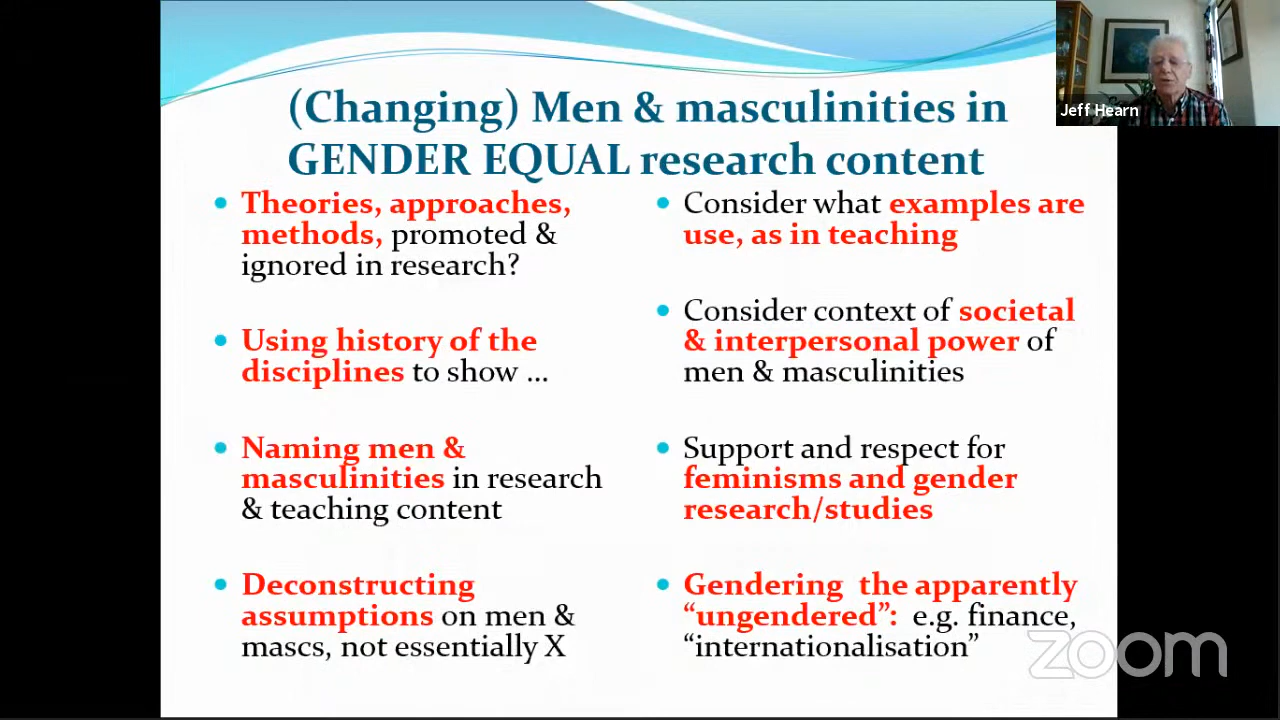 (Changing) Men & masculinities in
GENDER EQUAL research content
Theories, approaches,
methods, promoted &
ignored in research?
Using history of the
disciplines to show ...
Naming men &
masculinities in research
& teaching content
Deconstructing
assumptions on men &
mascs, not essentially X
Consider what examples are
use, as in teaching
Consider context of societal
& interpersonal power of
men & masculinities
Support and respect for
feminisms and gender
research/studies
Gendering the apparently
“ungendered”: e.g. finance,
“internationalisation”
Jeff Hearn
zoom